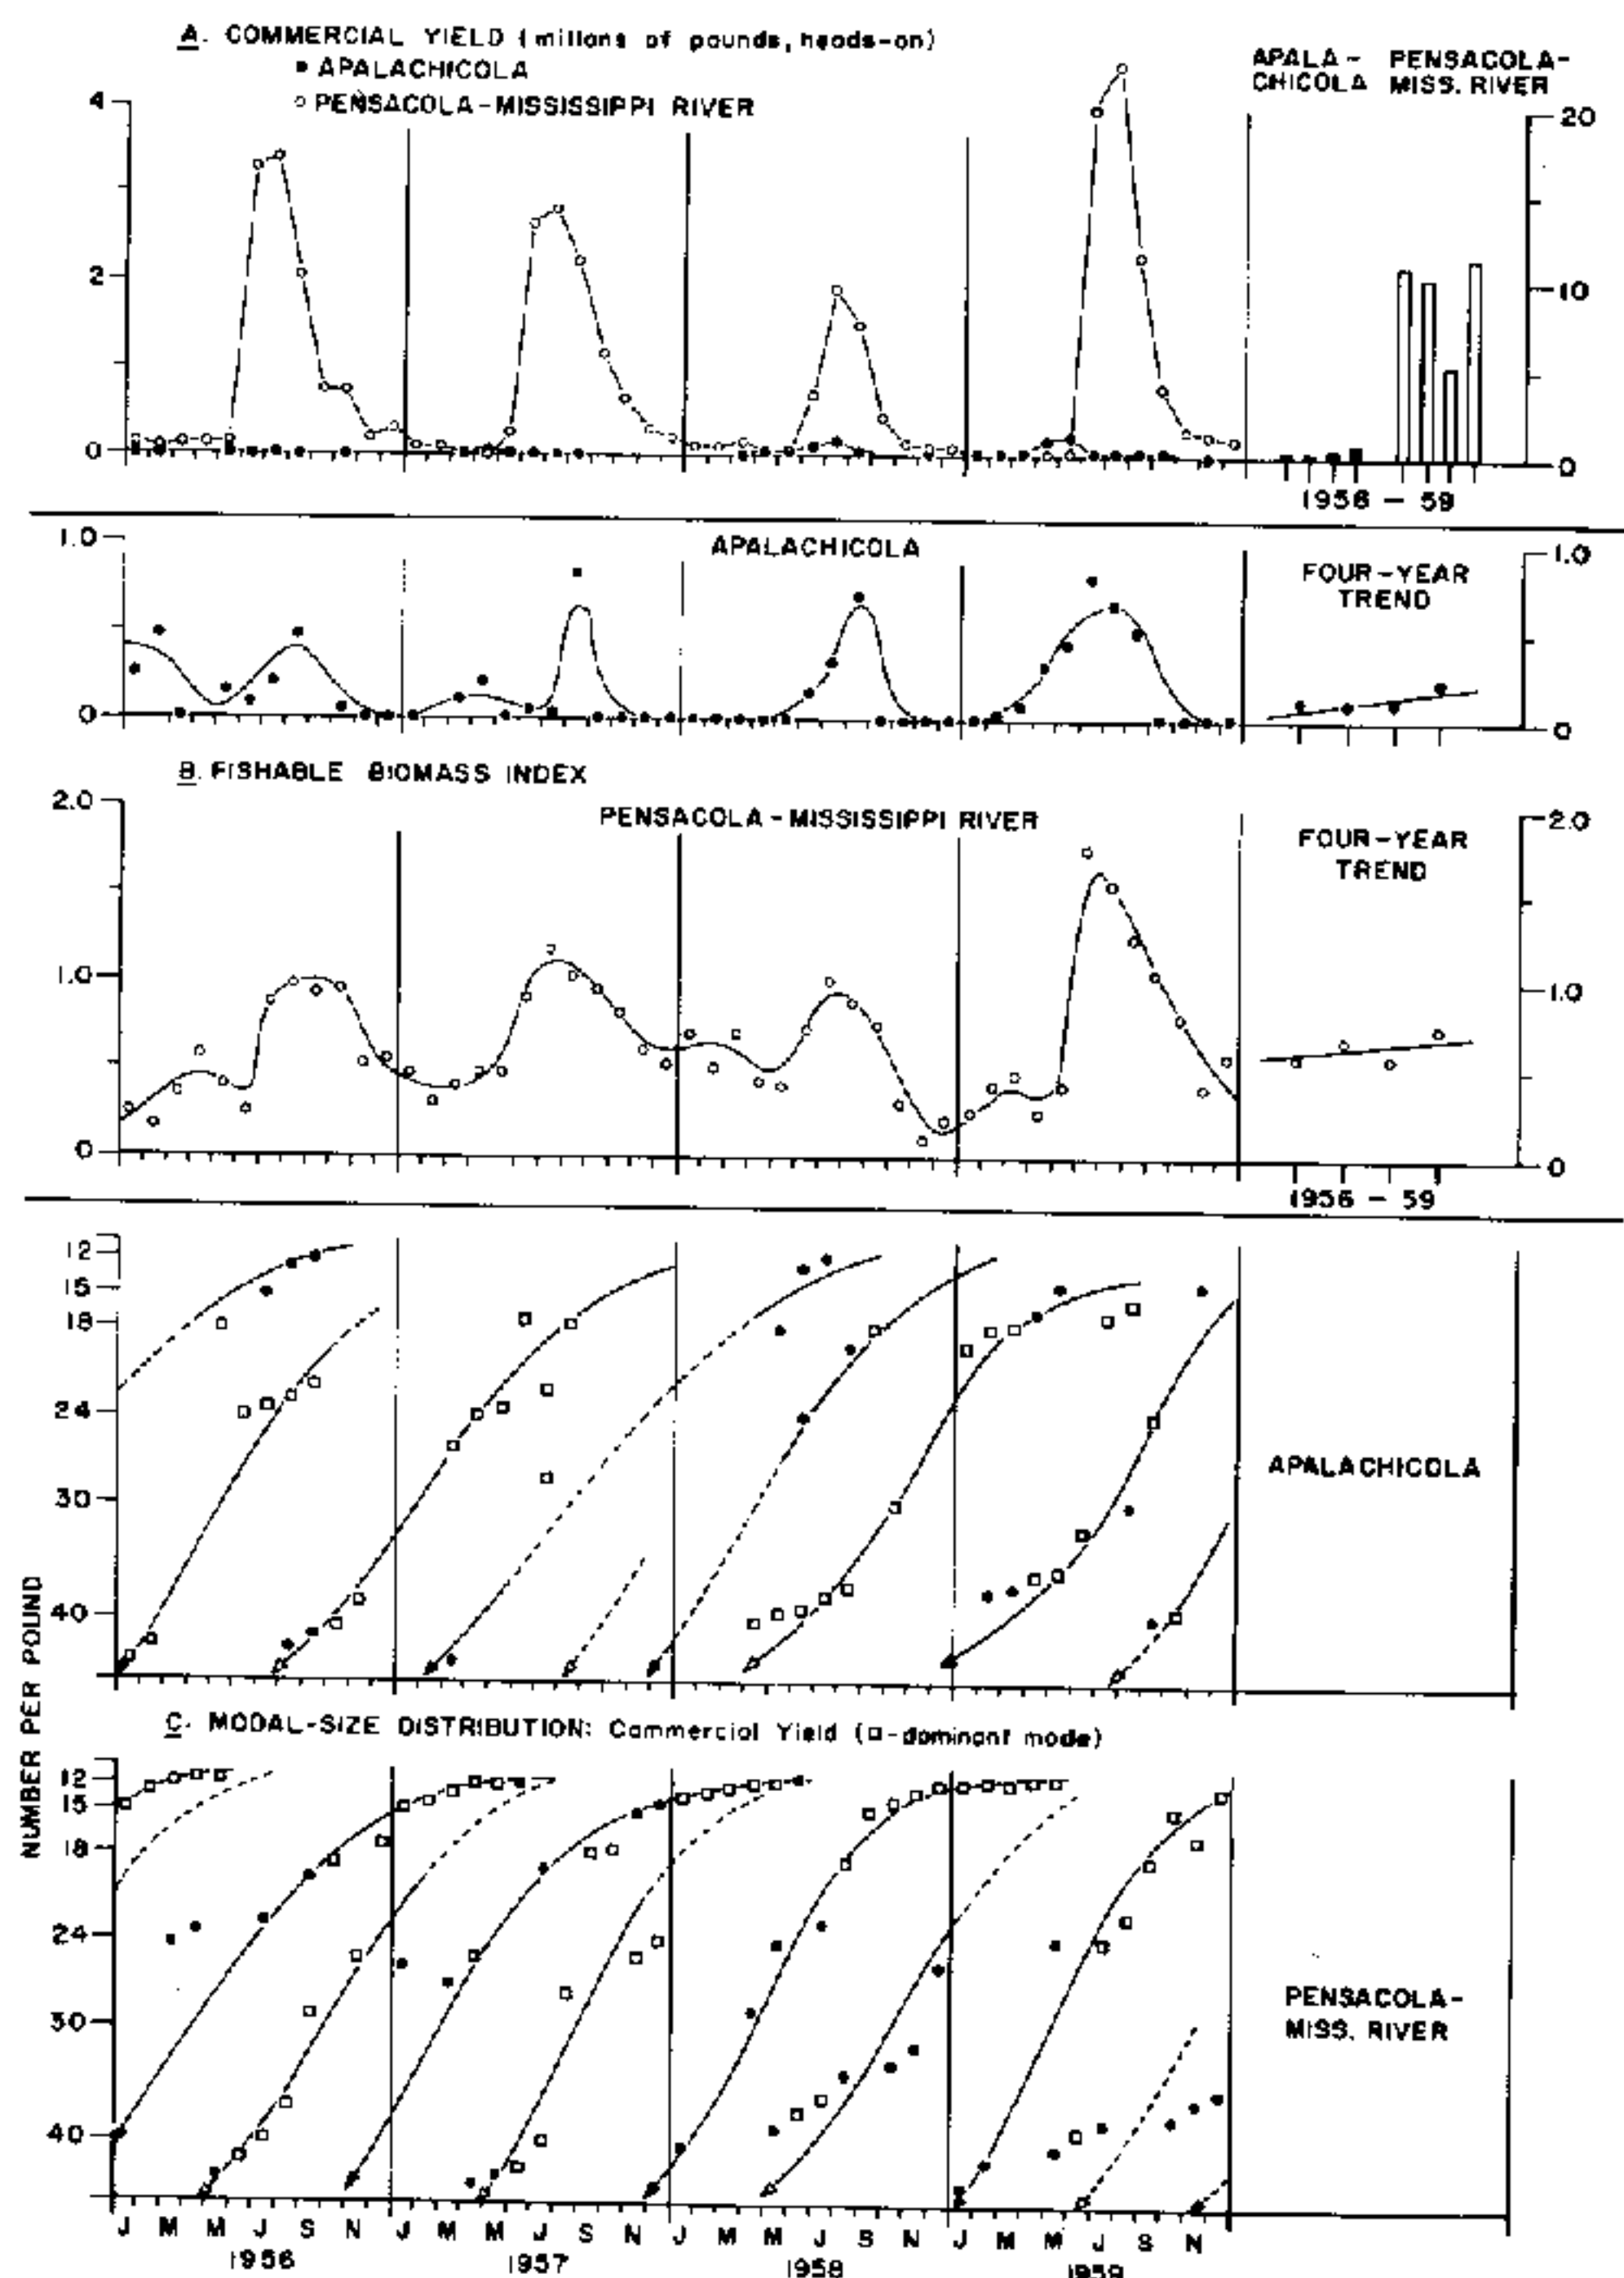 A. COMMERCIAL YIELD (millions of pounds, heads-on)
• APALACHICOLA
○ PENSACOLA-MISSISSIPPI RIVER
APALA- PENSACOLA-
CHICOLA MISS. RIVER
4
2
0
20
10
0
1956 - 59
APALACHICOLA
FOUR-YEAR
TREND
1.0
0
1.0
0
B. FISHABLE BIOMASS INDEX
PENSACOLA-MISSISSIPPI RIVER
FOUR-YEAR
TREND
2.0
1.0
0
2.0
1.0
0
1956 - 59
12
15
18
24
30
40
APALACHICOLA
NUMBER PER POUND
C. MODAL-SIZE DISTRIBUTION: Commercial Yield (□-dominant mode)
12
15
18
24
30
40
PENSACOLA-
MISS. RIVER
J M M J S N J M M J S N J M M J S N J M M J S N
1956 1957 1958 1959